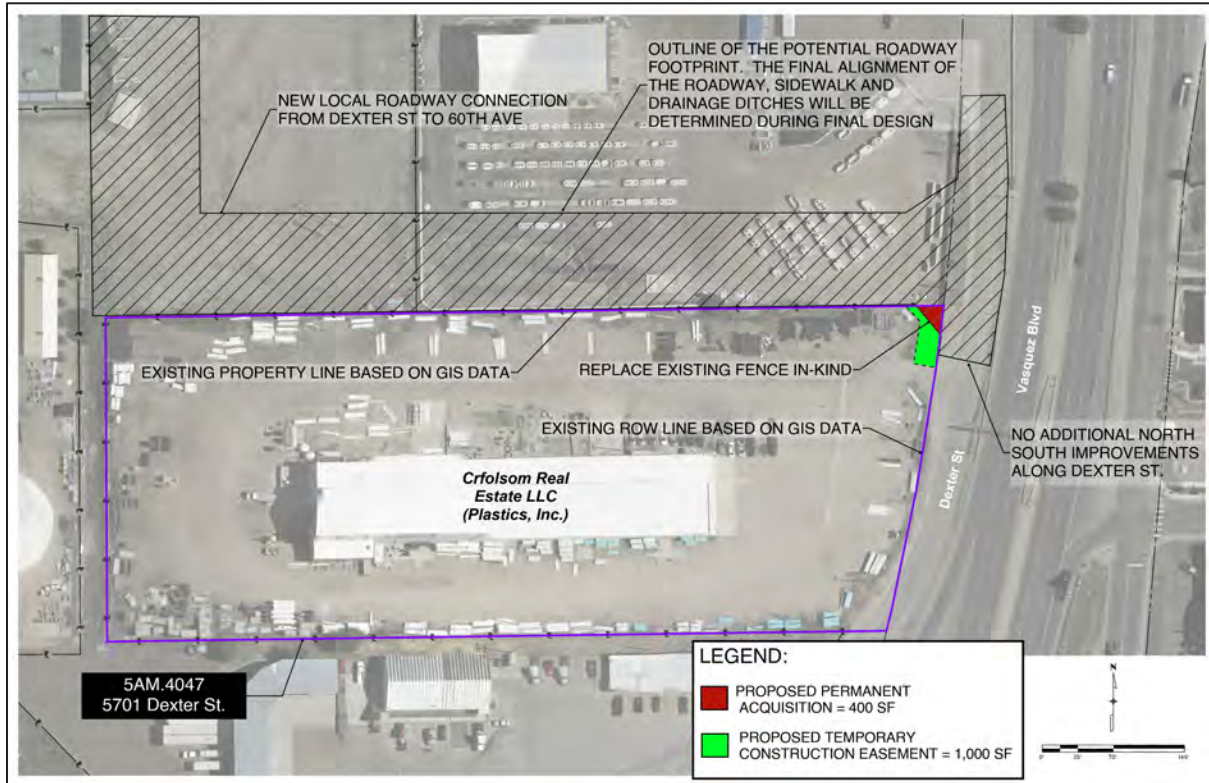 OUTLINE OF THE POTENTIAL ROADWAY
FOOTPRINT. THE FINAL ALIGNMENT OF
THE ROADWAY, SIDEWALK AND
DRAINAGE DITCHES WILL BE
DETERMINED DURING FINAL DESIGN
NEW LOCAL ROADWAY CONNECTION
FROM DEXTER ST TO 60TH AVE
Vasquez Blvd
EXISTING PROPERTY LINE BASED ON GIS DATA
REPLACE EXISTING FENCE IN-KIND
EXISTING ROW LINE BASED ON GIS DATA
Dexter St
NO ADDITIONAL NORTH
SOUTH IMPROVEMENTS
ALONG DEXTER ST.
Crfolsom Real
Estate LLC
(Plastics, Inc.)
5AM.4047
5701 Dexter St.
LEGEND:
PROPOSED PERMANENT
ACQUISITION = 400 SF
PROPOSED TEMPORARY
CONSTRUCTION EASEMENT = 1,000 SF
N